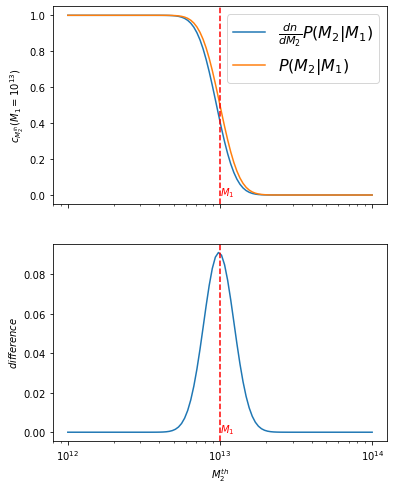 1.0
0.8
0.6
0.4
0.2
0.0
c_{M_2^{th}}(M_1 = 10^{13})
\frac{dn}{dM_2} P(M_2|M_1)
P(M_2|M_1)
M_1
0.08
0.06
0.04
0.02
0.00
difference
M_1
10^{12} 10^{13} 10^{14}
M_2^{th}